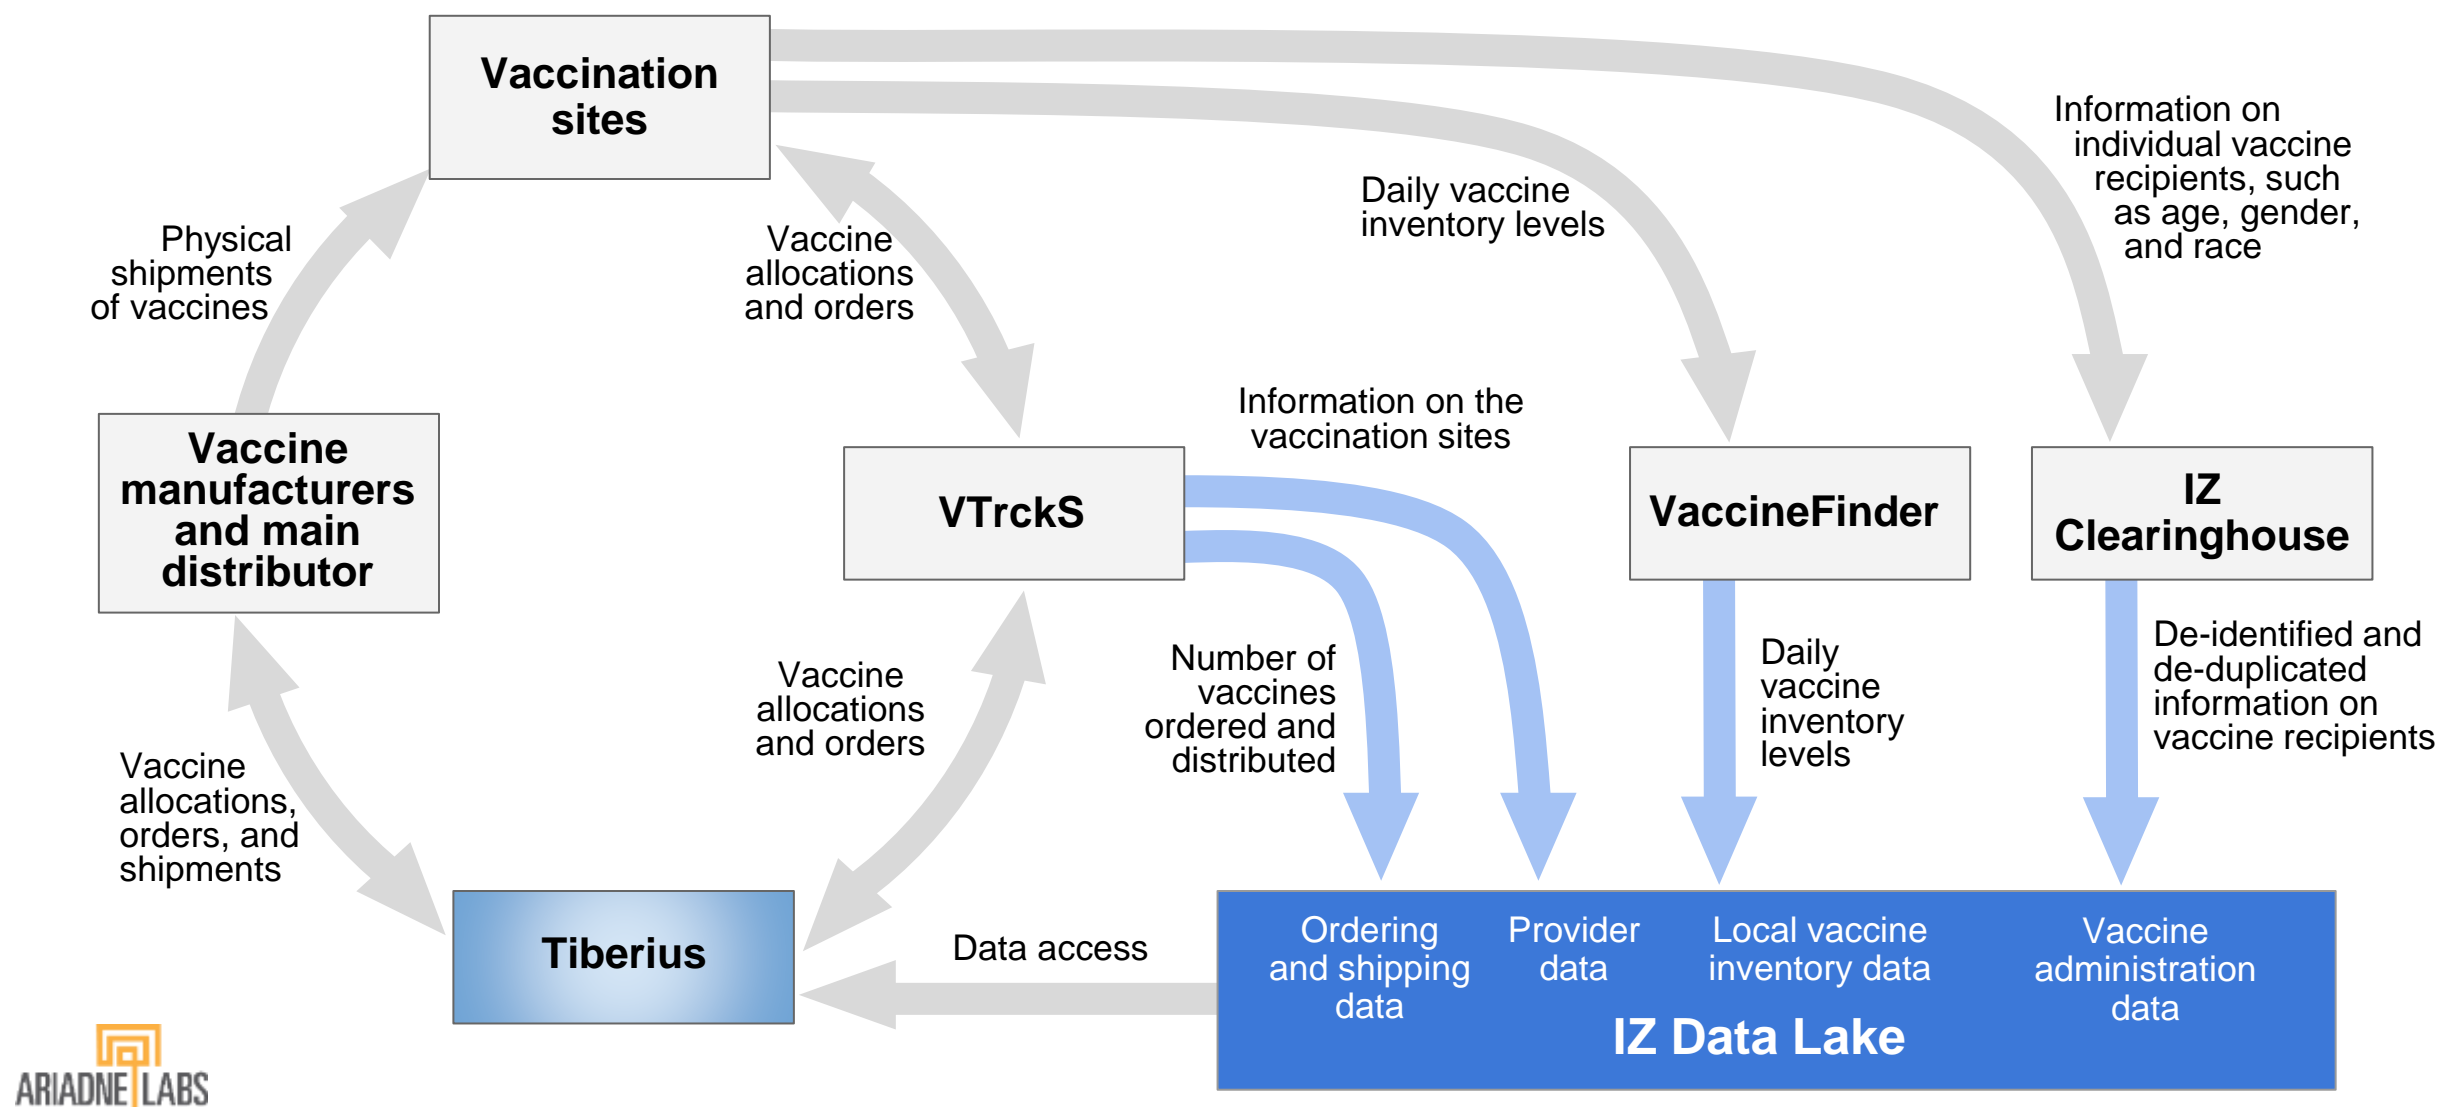 Vaccination
sites
Information on
individual vaccine
recipients, such
as age, gender,
and race
Daily vaccine
inventory levels
Physical
shipments
of vaccines
Vaccine
allocations
and orders
Information on the
vaccination sites
Vaccine
manufacturers
and main
distributor
VTrckS
VaccineFinder
IZ
Clearinghouse
Vaccine
allocations,
orders, and
shipments
Vaccine
allocations
and orders
Number of
vaccines
ordered and
distributed
Daily
vaccine
inventory
levels
De-identified and
de-duplicated
information on
vaccine recipients
Tiberius
Data access
Ordering
and shipping
data
Provider
data
Local vaccine
inventory data
Vaccine
administration
data
IZ Data Lake
ARIADNE LABS